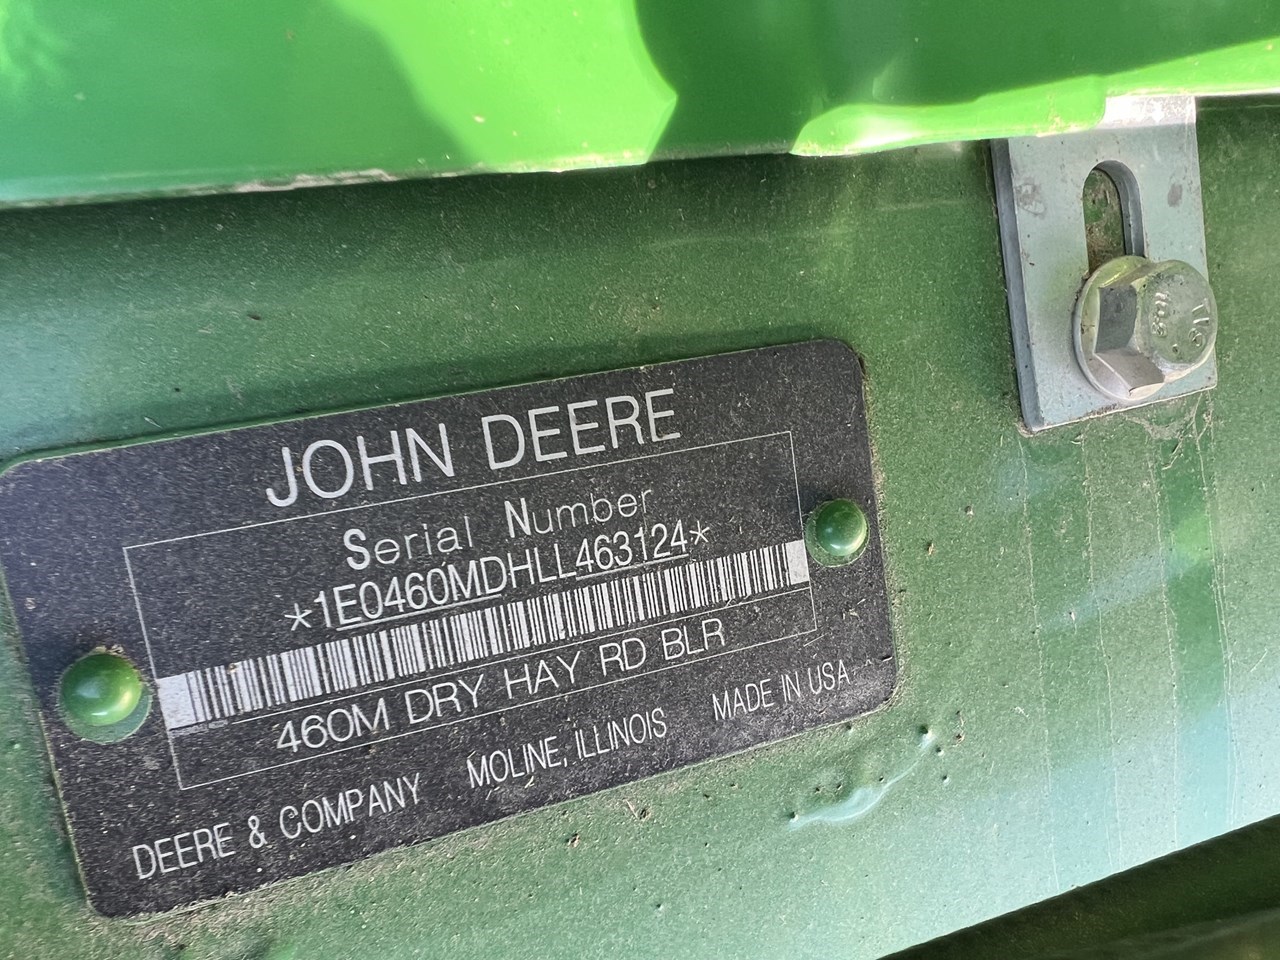 JOHN DEERE
Serial Number
*1E0460MDHLL463124*
460M DRY HAY RD BLR
DEERE & COMPANY MOLINE, ILLINOIS MADE IN USA